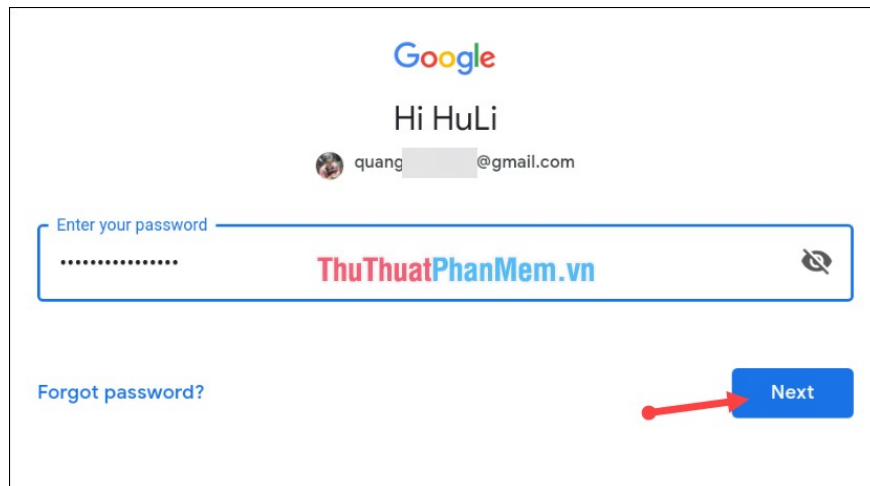 Google
Hi HuLi
quang @gmail.com
Enter your password
••••••••••••••••
ThuThuatPhanMem.vn
Forgot password?
Next